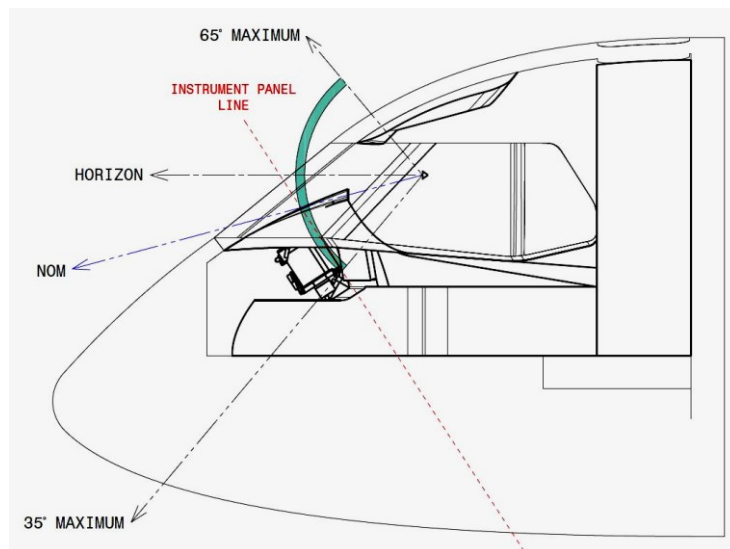 65° MAXIMUM
INSTRUMENT PANEL
LINE
HORIZON
NOM
35° MAXIMUM